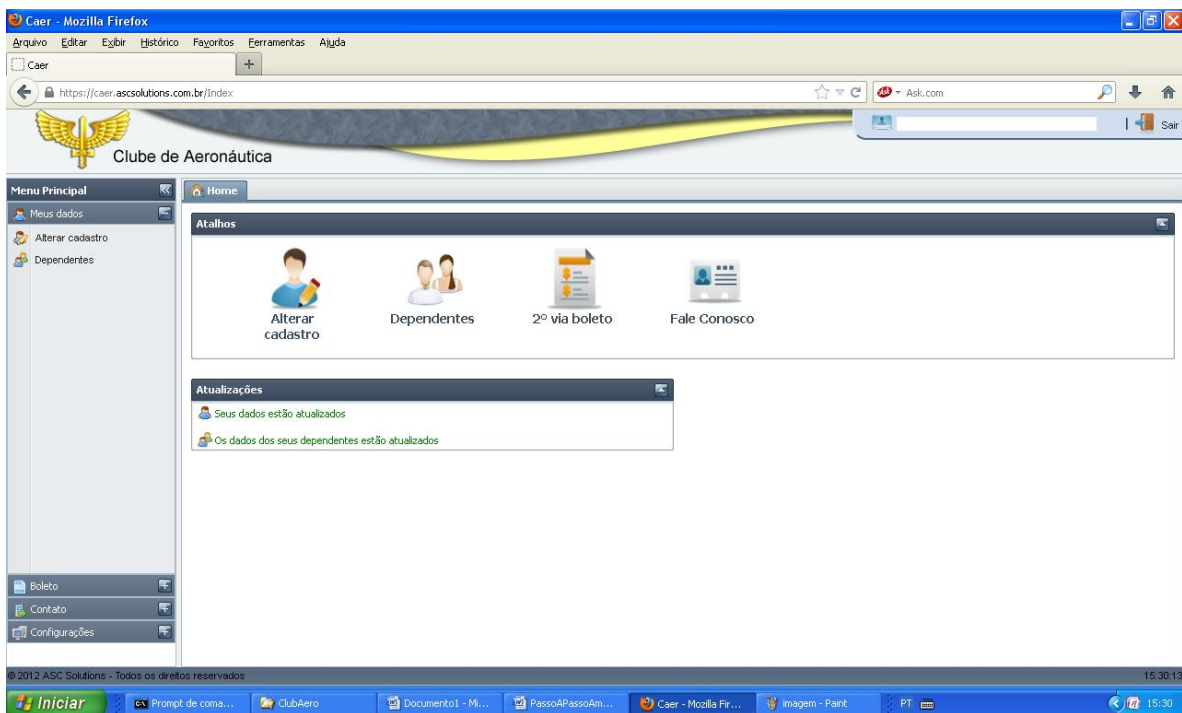 Caer - Mozilla Firefox
Arquivo Editar Exibir Histórico Favoritos Ferramentas Ajuda
Caer
https://caer.ascsolutions.com.br/Index
Ask.com
Sair
Clube de Aeronáutica
Menu Principal
Home
Meus dados
Alterar cadastro
Dependentes
Atalhos
Alterar cadastro
Dependentes
2º via boleto
Fale Conosco
Atualizações
Seus dados estão atualizados
Os dados dos seus dependentes estão atualizados
Boleto
Contato
Configurações
© 2012 ASC Solutions - Todos os direitos reservados
15:30:13
Iniciar
Prompt de coma...
ClubAero
Documento1 - Mi...
PassoAPassoAm...
Caer - Mozilla Fir...
imagem - Paint
PT
15:30